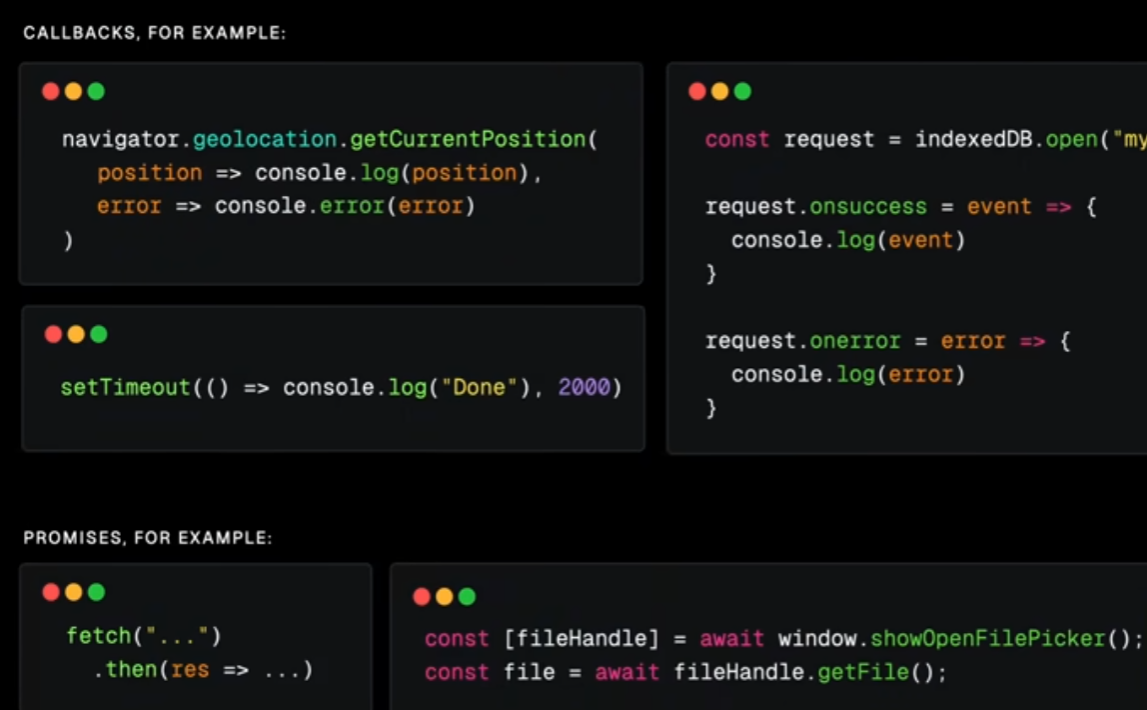 CALLBACKS, FOR EXAMPLE:
navigator.geolocation.getCurrentPosition(
position => console.log(position),
error => console.error(error)
)
setTimeout(() => console.log("Done"), 2000)
const request = indexedDB.open("my
request.onsuccess = event => {
console.log(event)
}
request.onerror = error => {
console.log(error)
}
PROMISES, FOR EXAMPLE:
fetch("...")
.then(res => ...)
const [fileHandle] = await window.showOpenFilePicker();
const file = await fileHandle.getFile();